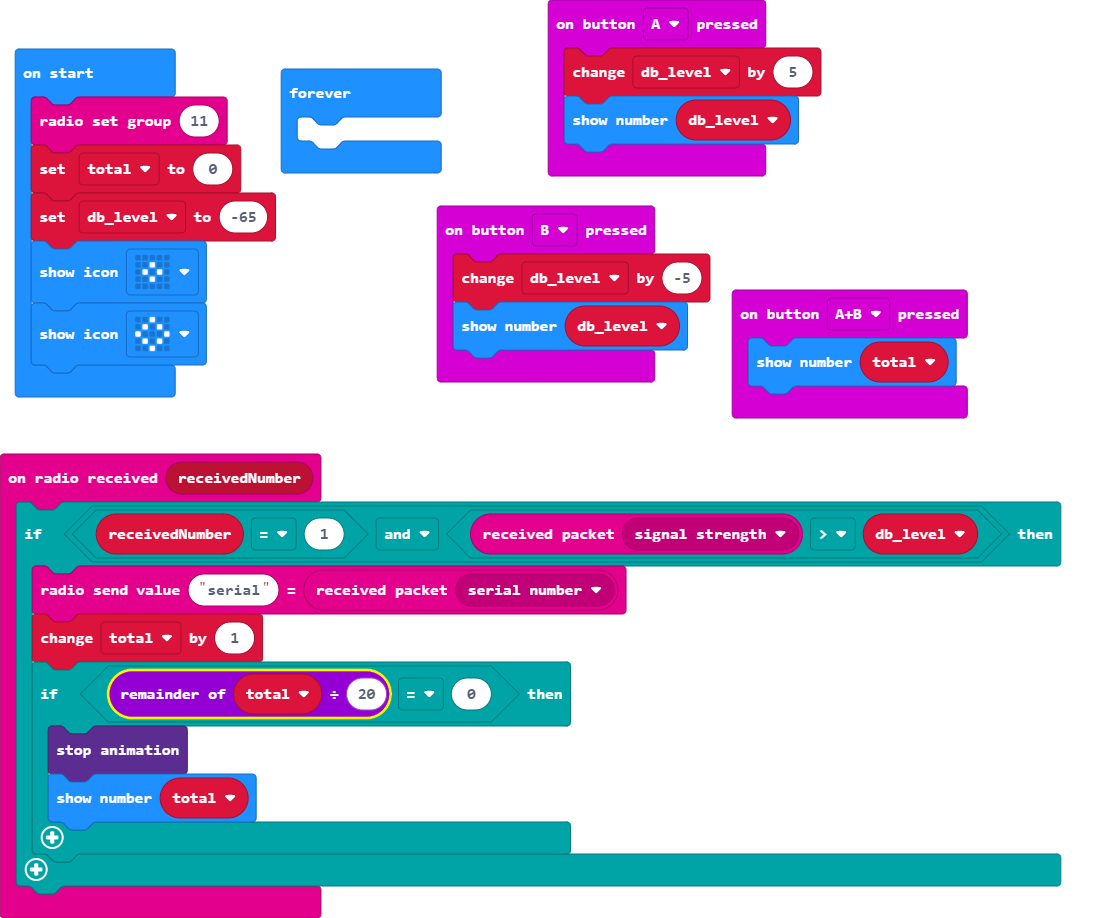 on start
radio set group 11
set total to 0
set db_level to -65
show icon
show icon
forever
on button A pressed
change db_level by 5
show number db_level
on button B pressed
change db_level by -5
show number db_level
on button A+B pressed
show number total
on radio received receivedNumber
if receivedNumber = 1 and received packet signal strength > db_level then
radio send value "serial" = received packet serial number
change total by 1
if remainder of total ÷ 20 = 0 then
stop animation
show number total